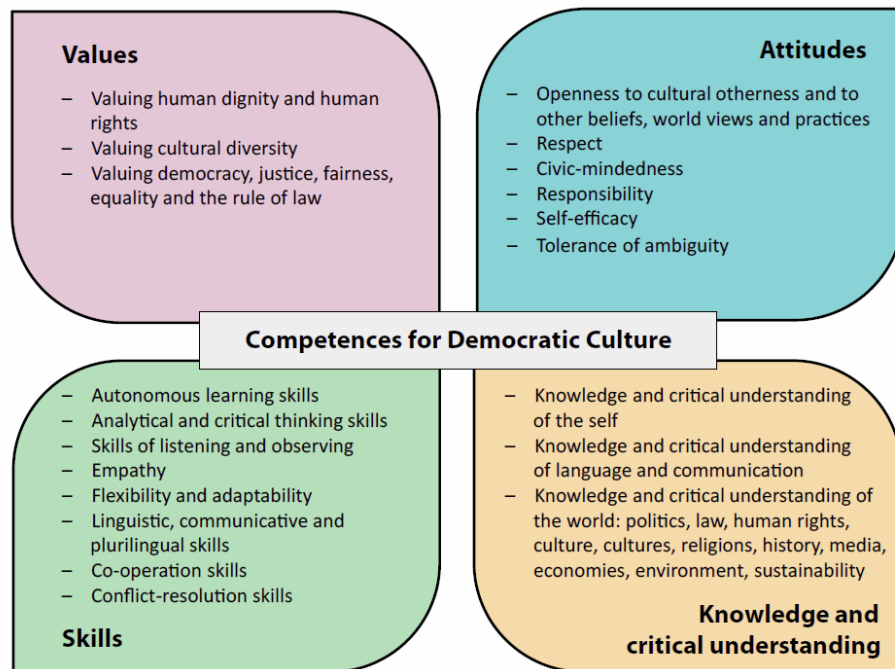 Values
– Valuing human dignity and human
rights
– Valuing cultural diversity
– Valuing democracy, justice, fairness,
equality and the rule of law
Attitudes
– Openness to cultural otherness and to
other beliefs, world views and practices
– Respect
– Civic-mindedness
– Responsibility
– Self-efficacy
– Tolerance of ambiguity
Competences for Democratic Culture
– Autonomous learning skills
– Analytical and critical thinking skills
– Skills of listening and observing
– Empathy
– Flexibility and adaptability
– Linguistic, communicative and
plurilingual skills
– Co-operation skills
– Conflict-resolution skills
Skills
– Knowledge and critical understanding
of the self
– Knowledge and critical understanding
of language and communication
– Knowledge and critical understanding of
the world: politics, law, human rights,
culture, cultures, religions, history, media,
economies, environment, sustainability
Knowledge and
critical understanding